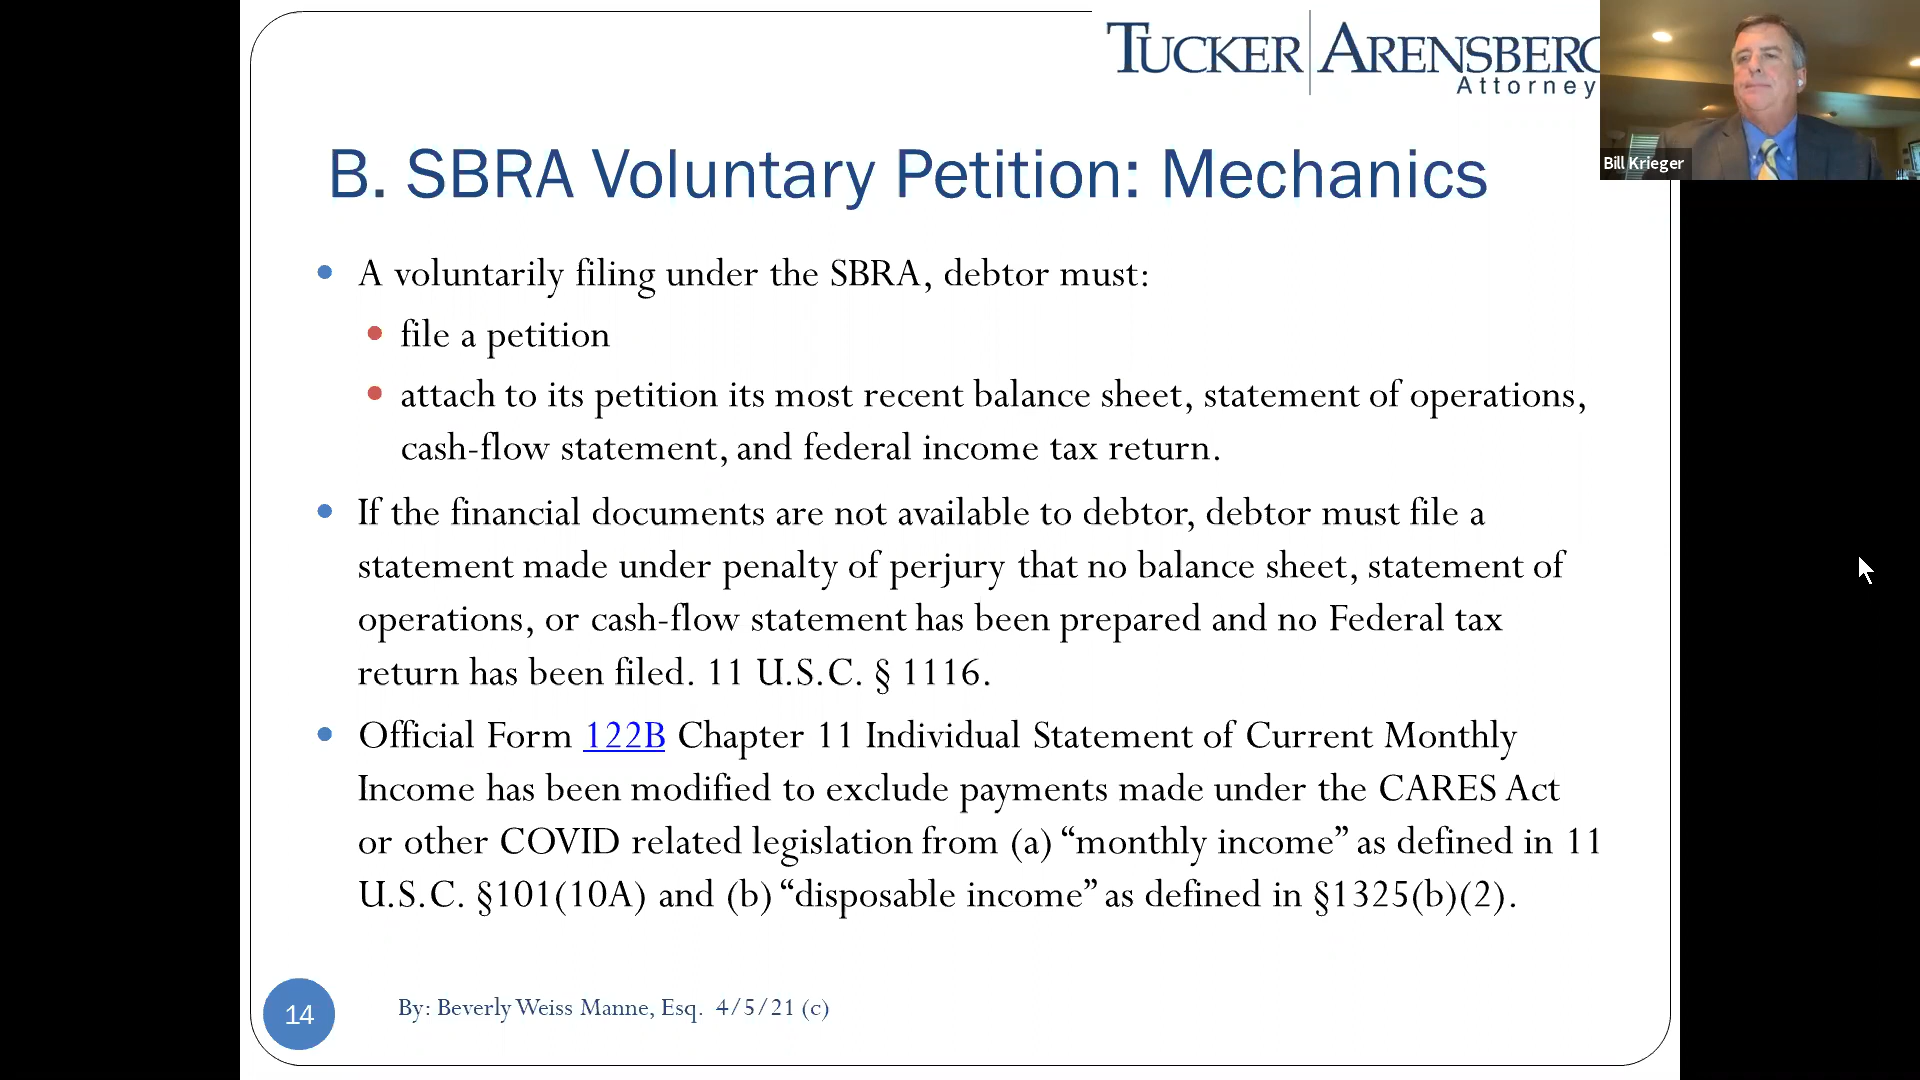 TUCKER ARENSBERG
Attorney
Bill Krieger
B. SBRA Voluntary Petition: Mechanics
A voluntarily filing under the SBRA, debtor must:
file a petition
attach to its petition its most recent balance sheet, statement of operations,
cash-flow statement, and federal income tax return.
If the financial documents are not available to debtor, debtor must file a
statement made under penalty of perjury that no balance sheet, statement of
operations, or cash-flow statement has been prepared and no Federal tax
return has been filed. 11 U.S.C. § 1116.
Official Form 122B Chapter 11 Individual Statement of Current Monthly
Income has been modified to exclude payments made under the CARES Act
or other COVID related legislation from (a) “monthly income” as defined in 11
U.S.C. §101(10A) and (b) “disposable income” as defined in §1325(b)(2).
14
By: Beverly Weiss Manne, Esq. 4/5/21 (c)